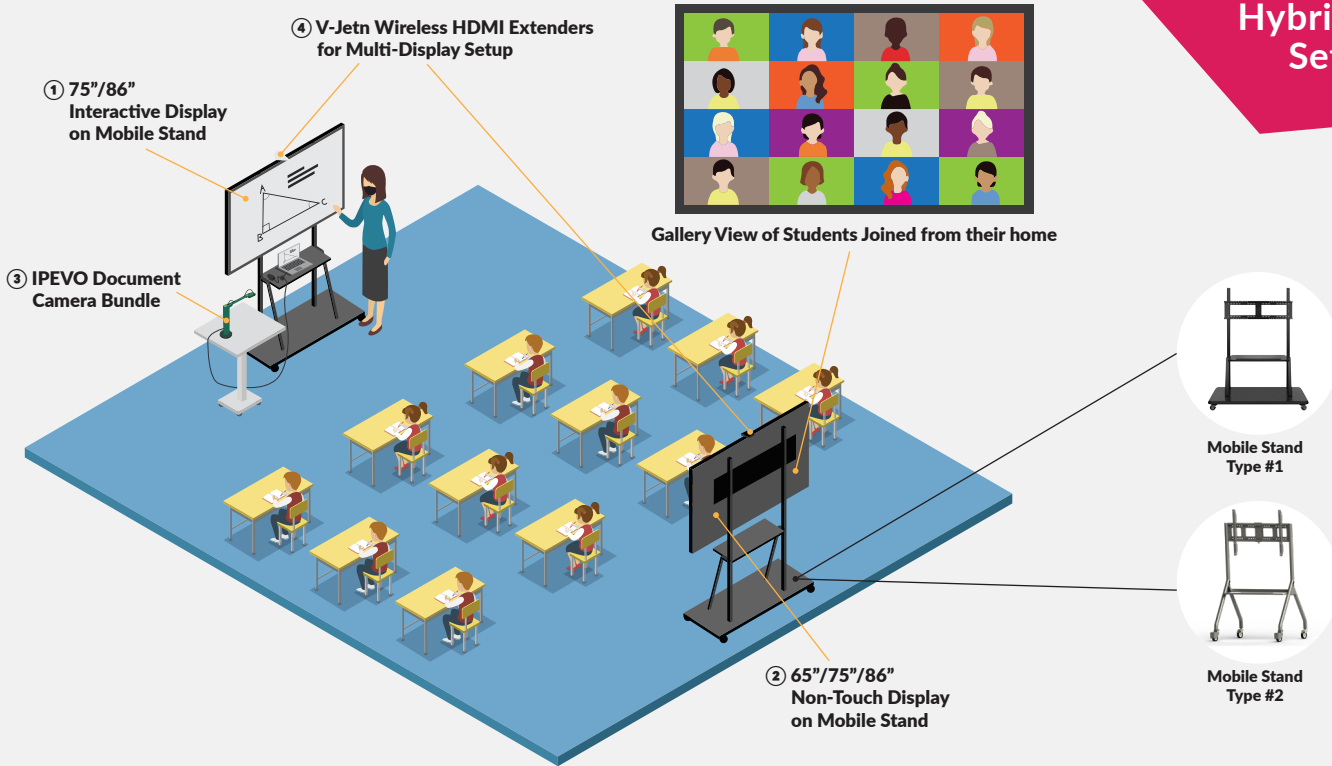 ④ V-Jetn Wireless HDMI Extenders
for Multi-Display Setup
① 75”/86”
Interactive Display
on Mobile Stand
③ IPEVO Document
Camera Bundle
A
B
C
Gallery View of Students Joined from their home
Mobile Stand
Type #1
Mobile Stand
Type #2
② 65”/75”/86”
Non-Touch Display
on Mobile Stand